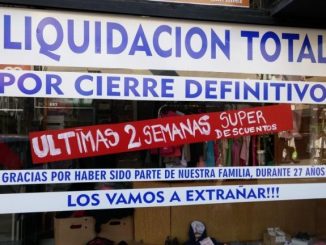 LIQUIDACION TOTAL
POR CIERRE DEFINITIVO
ULTIMAS 2 SEMANAS SUPER
DESCUENTOS
GRACIAS POR HABER SIDO PARTE DE NUESTRA FAMILIA, DURANTE 27 AÑOS
LOS VAMOS A EXTRAÑAR!!!